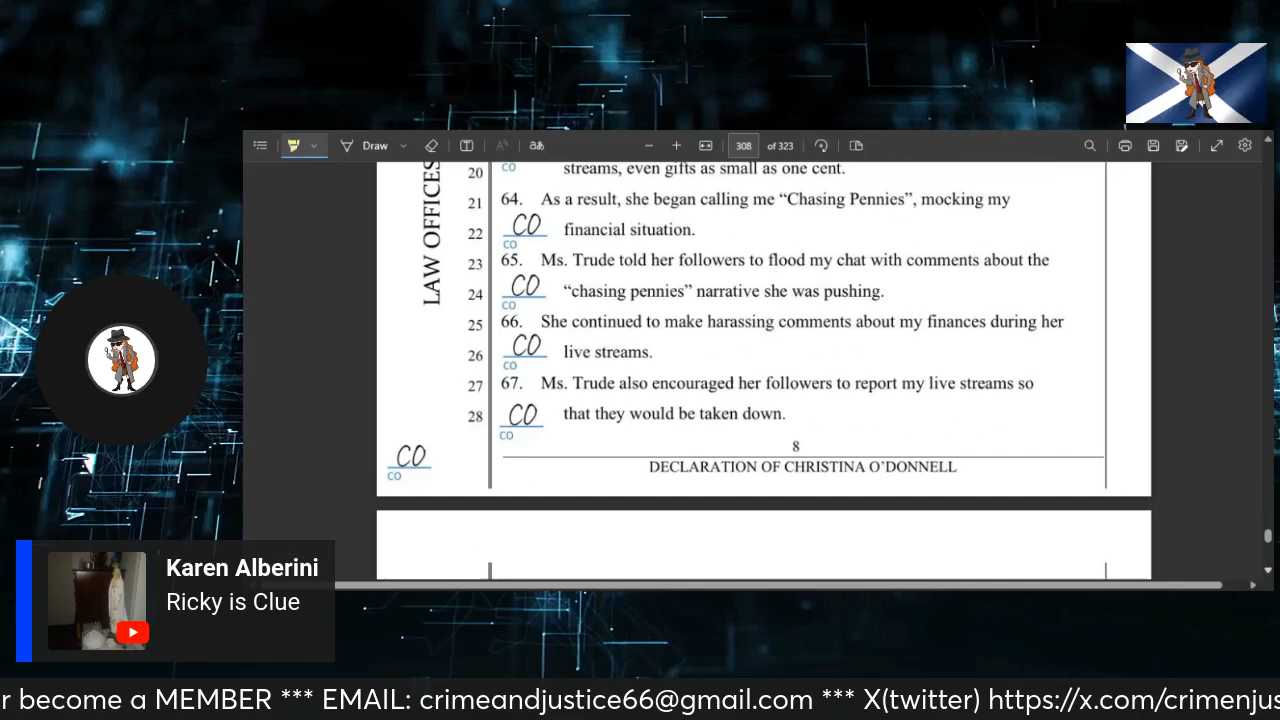 Draw
308 of 323
LAW OFFICES
20 CO streams, even gifts as small as one cent.
21 64. As a result, she began calling me “Chasing Pennies”, mocking my
22 CO financial situation.
CO
23 65. Ms. Trude told her followers to flood my chat with comments about the
24 CO “chasing pennies” narrative she was pushing.
CO
25 66. She continued to make harassing comments about my finances during her
26 CO live streams.
CO
27 67. Ms. Trude also encouraged her followers to report my live streams so
28 CO that they would be taken down.
CO
8
CO
CO
DECLARATION OF CHRISTINA O’DONNELL
Karen Alberini
Ricky is Clue
r become a MEMBER *** EMAIL: crimeandjustice66@gmail.com *** X(twitter) https://x.com/crimenjus